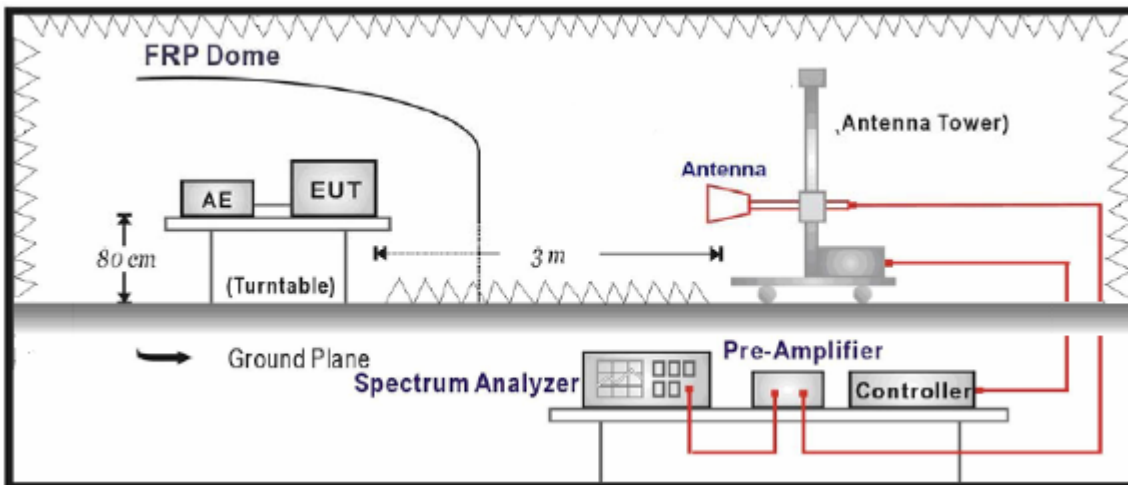 FRP Dome
(Antenna Tower)
Antenna
AE
EUT
80 cm
3 m
(Turntable)
Ground Plane
Pre-Amplifier
Spectrum Analyzer
Controller